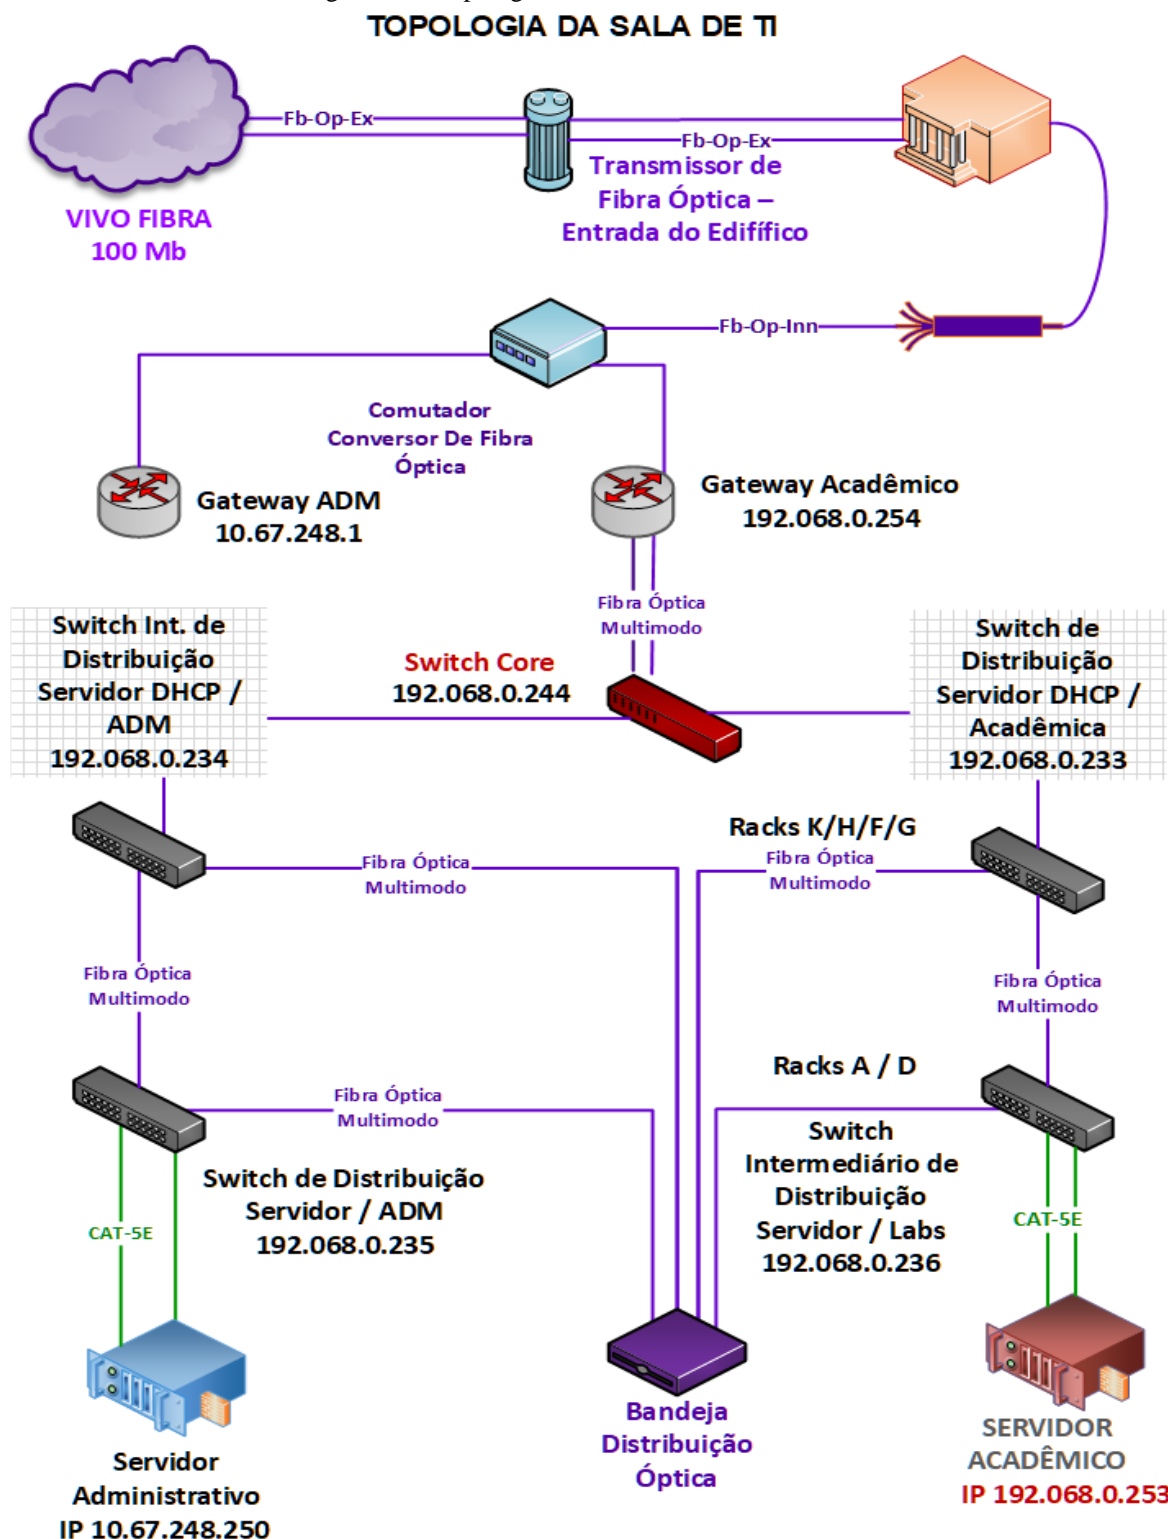 TOPOLOGIA DA SALA DE TI
Fb-Op-Ex
Fb-Op-Ex
Transmissor de
Fibra Óptica –
Entrada do Edifífico
VIVO FIBRA
100 Mb
Fb-Op-Inn
Comutador
Conversor De Fibra
Óptica
Gateway ADM
10.67.248.1
Gateway Acadêmico
192.068.0.254
Fibra Óptica
Multimodo
Switch Int. de
Distribuição
Servidor DHCP /
ADM
192.068.0.234
Switch Core
192.068.0.244
Switch de
Distribuição
Servidor DHCP /
Acadêmica
192.068.0.233
Fibra Óptica
Multimodo
Racks K/H/F/G
Fibra Óptica
Multimodo
Fibra Óptica
Multimodo
Fibra Óptica
Multimodo
Fibra Óptica
Multimodo
Racks A / D
Switch
Intermediário de
Distribuição
Servidor / Labs
192.068.0.236
Switch de Distribuição
Servidor / ADM
192.068.0.235
CAT-5E
CAT-5E
Servidor
Administrativo
IP 10.67.248.250
Bandeja
Distribuição
Óptica
SERVIDOR
ACADÊMICO
IP 192.068.0.253